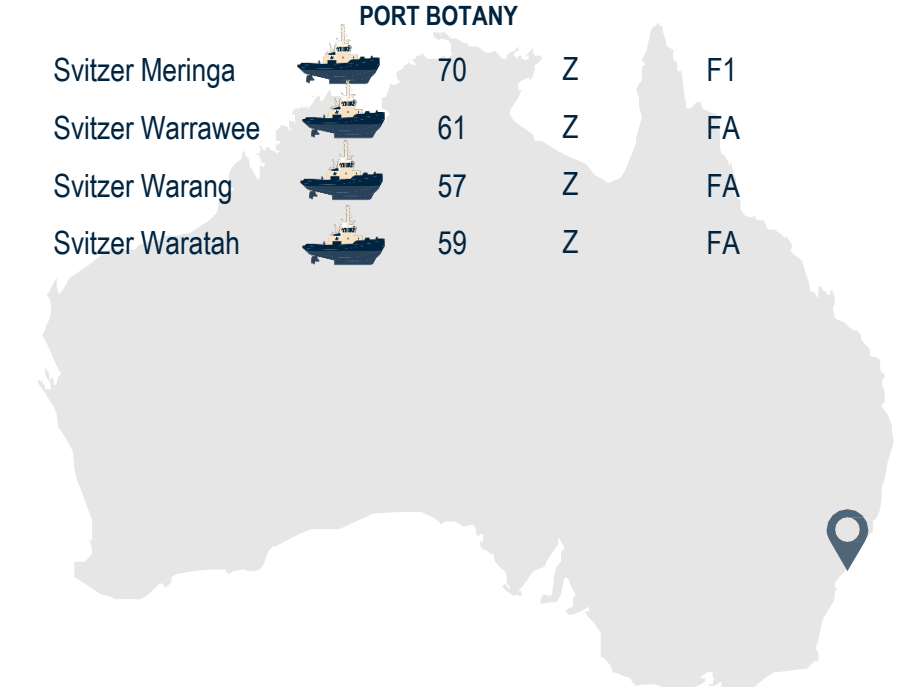 PORT BOTANY
Svitzer Meringa 70 Z F1
Svitzer Warrawee 61 Z FA
Svitzer Warang 57 Z FA
Svitzer Waratah 59 Z FA